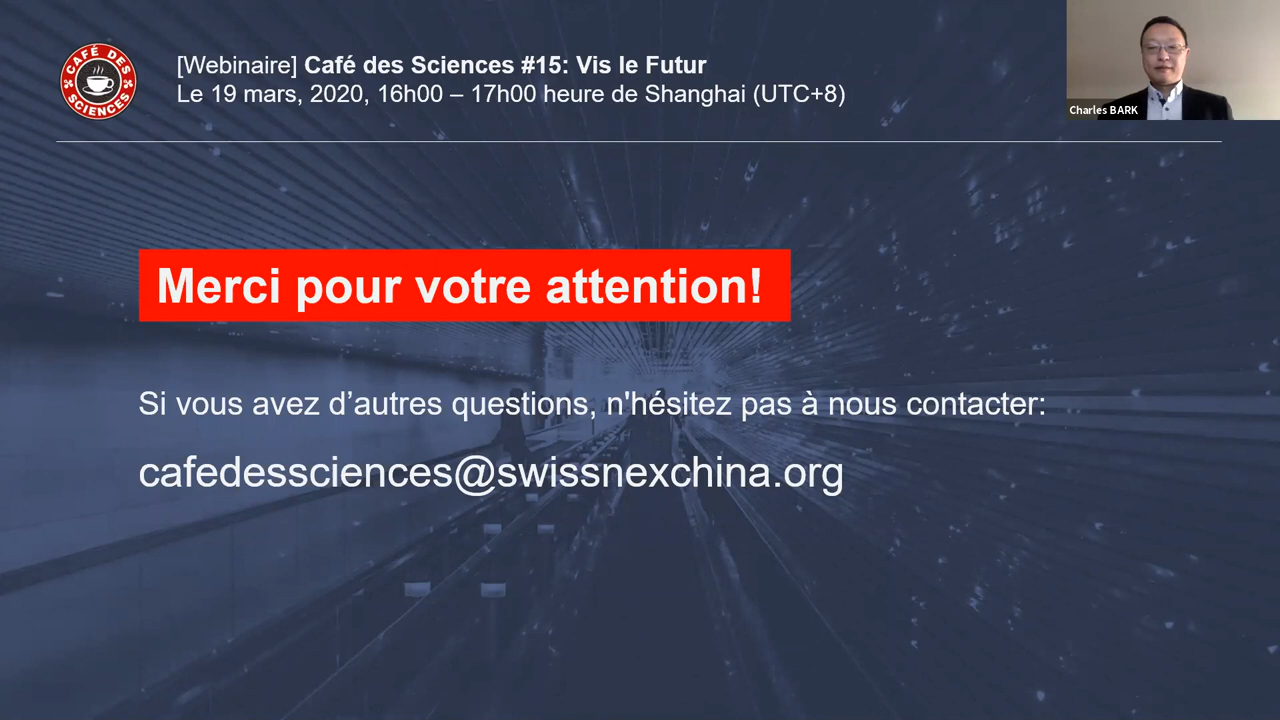 CAFÉ DES SCIENCES
[Webinaire] Café des Sciences #15: Vis le Futur
Le 19 mars, 2020, 16h00 – 17h00 heure de Shanghai (UTC+8)
Charles BARK
Merci pour votre attention!
Si vous avez d’autres questions, n'hésitez pas à nous contacter:
cafedessciences@swissnexchina.org